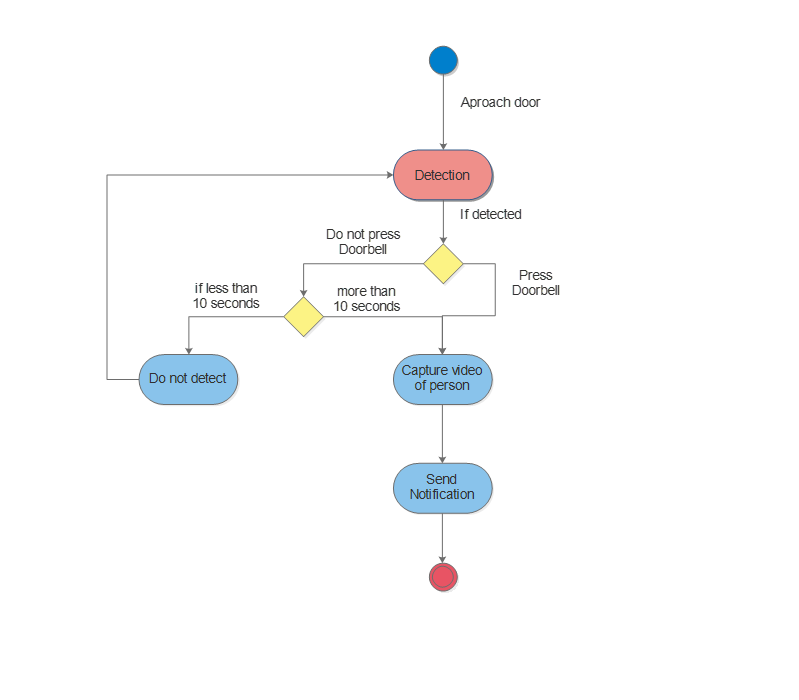 Aproach door
Detection
If detected
Do not press
Doorbell
Press
Doorbell
if less than
10 seconds
more than
10 seconds
Do not detect
Capture video
of person
Send
Notification